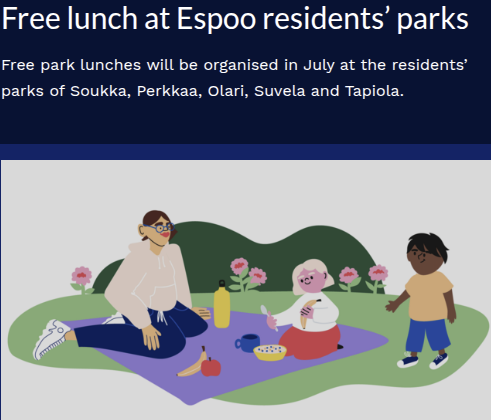 Free lunch at Espoo residents’ parks
Free park lunches will be organised in July at the residents’
parks of Soukka, Perkkaa, Olari, Suvela and Tapiola.